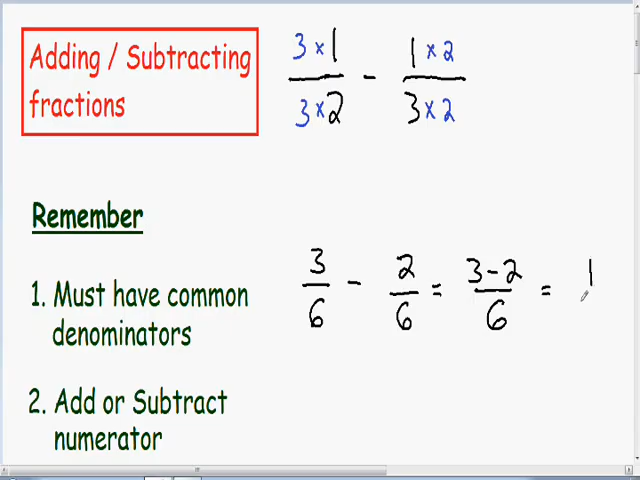 Adding / Subtracting
fractions
3 × 1 / 3 × 2 − 1 × 2 / 3 × 2
Remember
1. Must have common
denominators
2. Add or Subtract
numerator
3/6 − 2/6 = 3 − 2/6 = 1